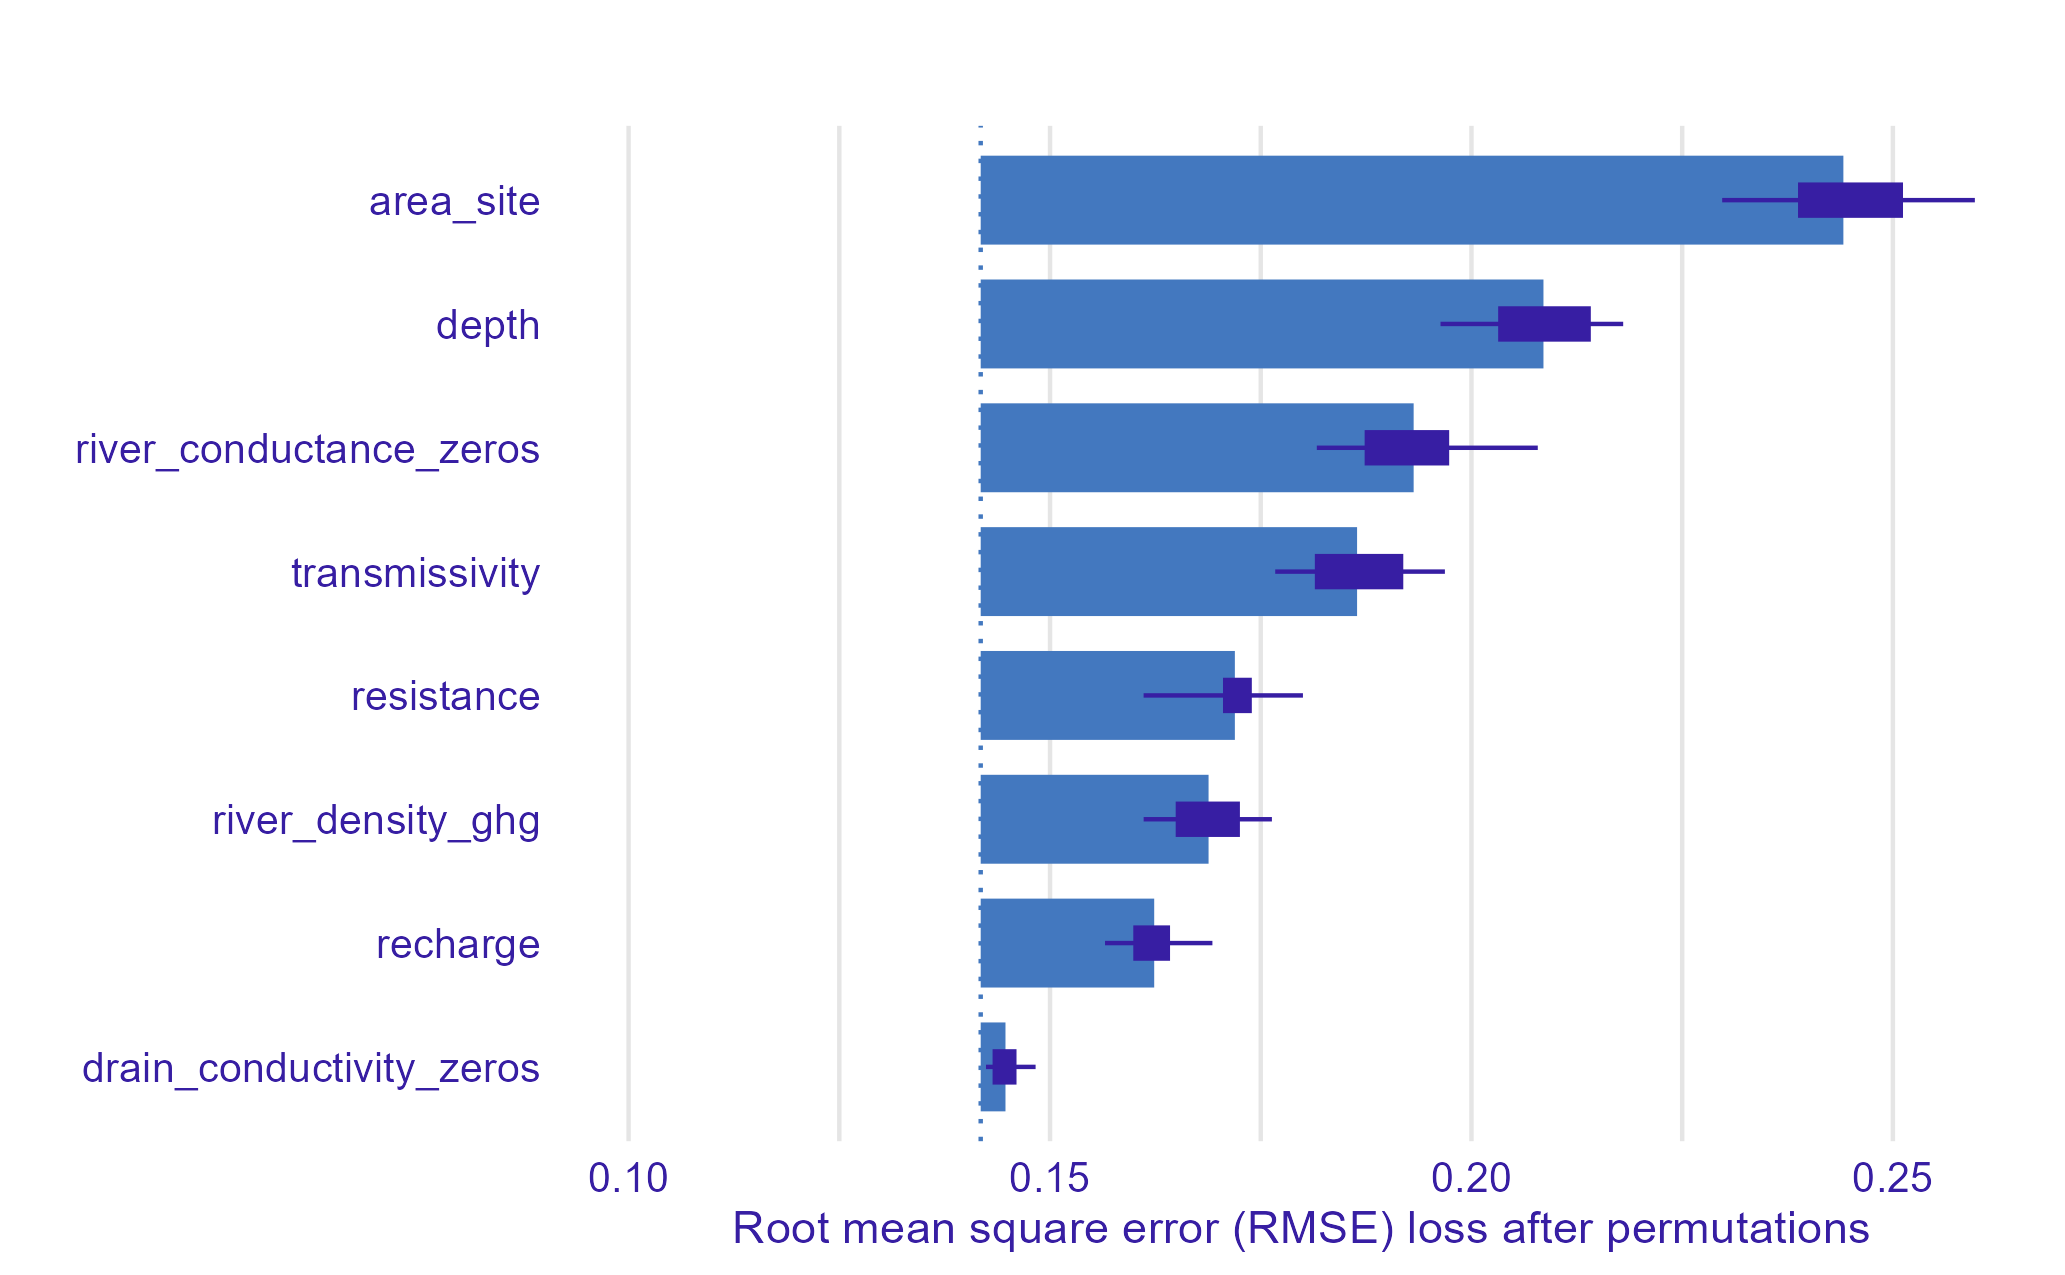 area_site
depth
river_conductance_zeros
transmissivity
resistance
river_density_ghg
recharge
drain_conductivity_zeros
0.10 0.15 0.20 0.25
Root mean square error (RMSE) loss after permutations